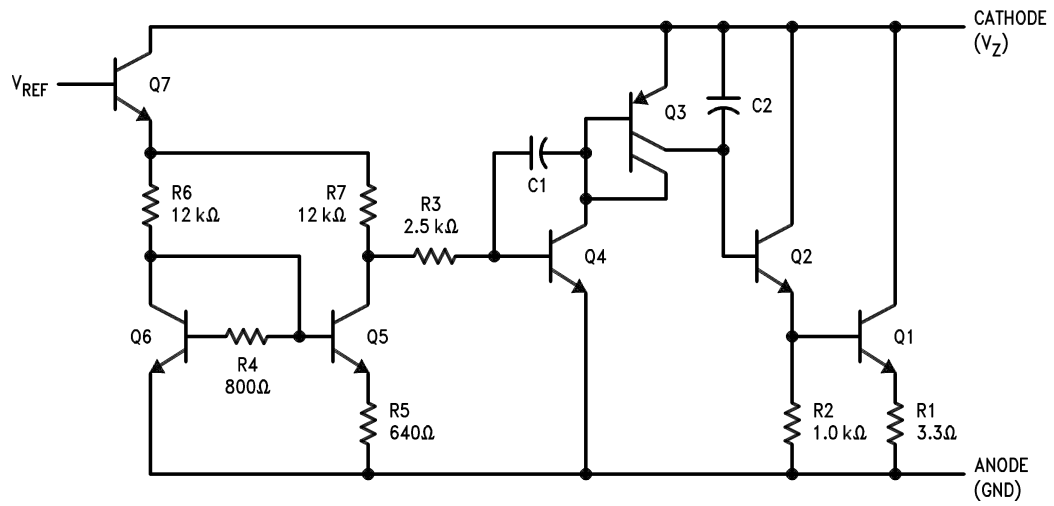 CATHODE
(VZ)
VREF
Q7
Q3
C2
C1
R6
12 kΩ
R7
12 kΩ
R3
2.5 kΩ
Q4
Q2
Q6
R4
800Ω
Q5
Q1
R5
640Ω
R2
1.0 kΩ
R1
3.3Ω
ANODE
(GND)